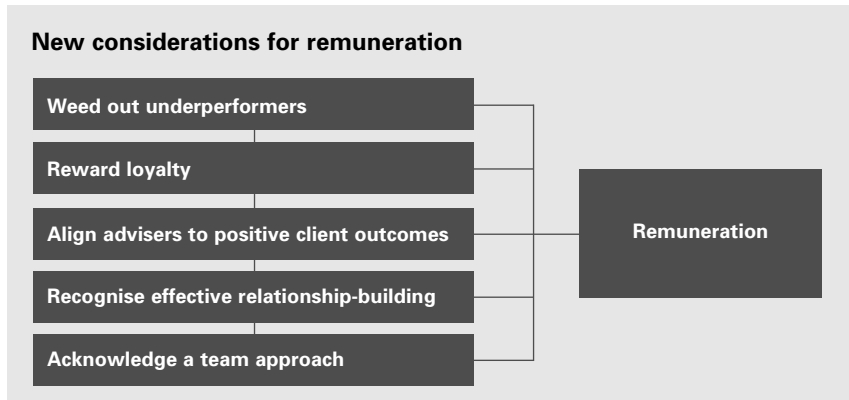 New considerations for remuneration
Weed out underperformers
Reward loyalty
Align advisers to positive client outcomes
Recognise effective relationship-building
Acknowledge a team approach
Remuneration